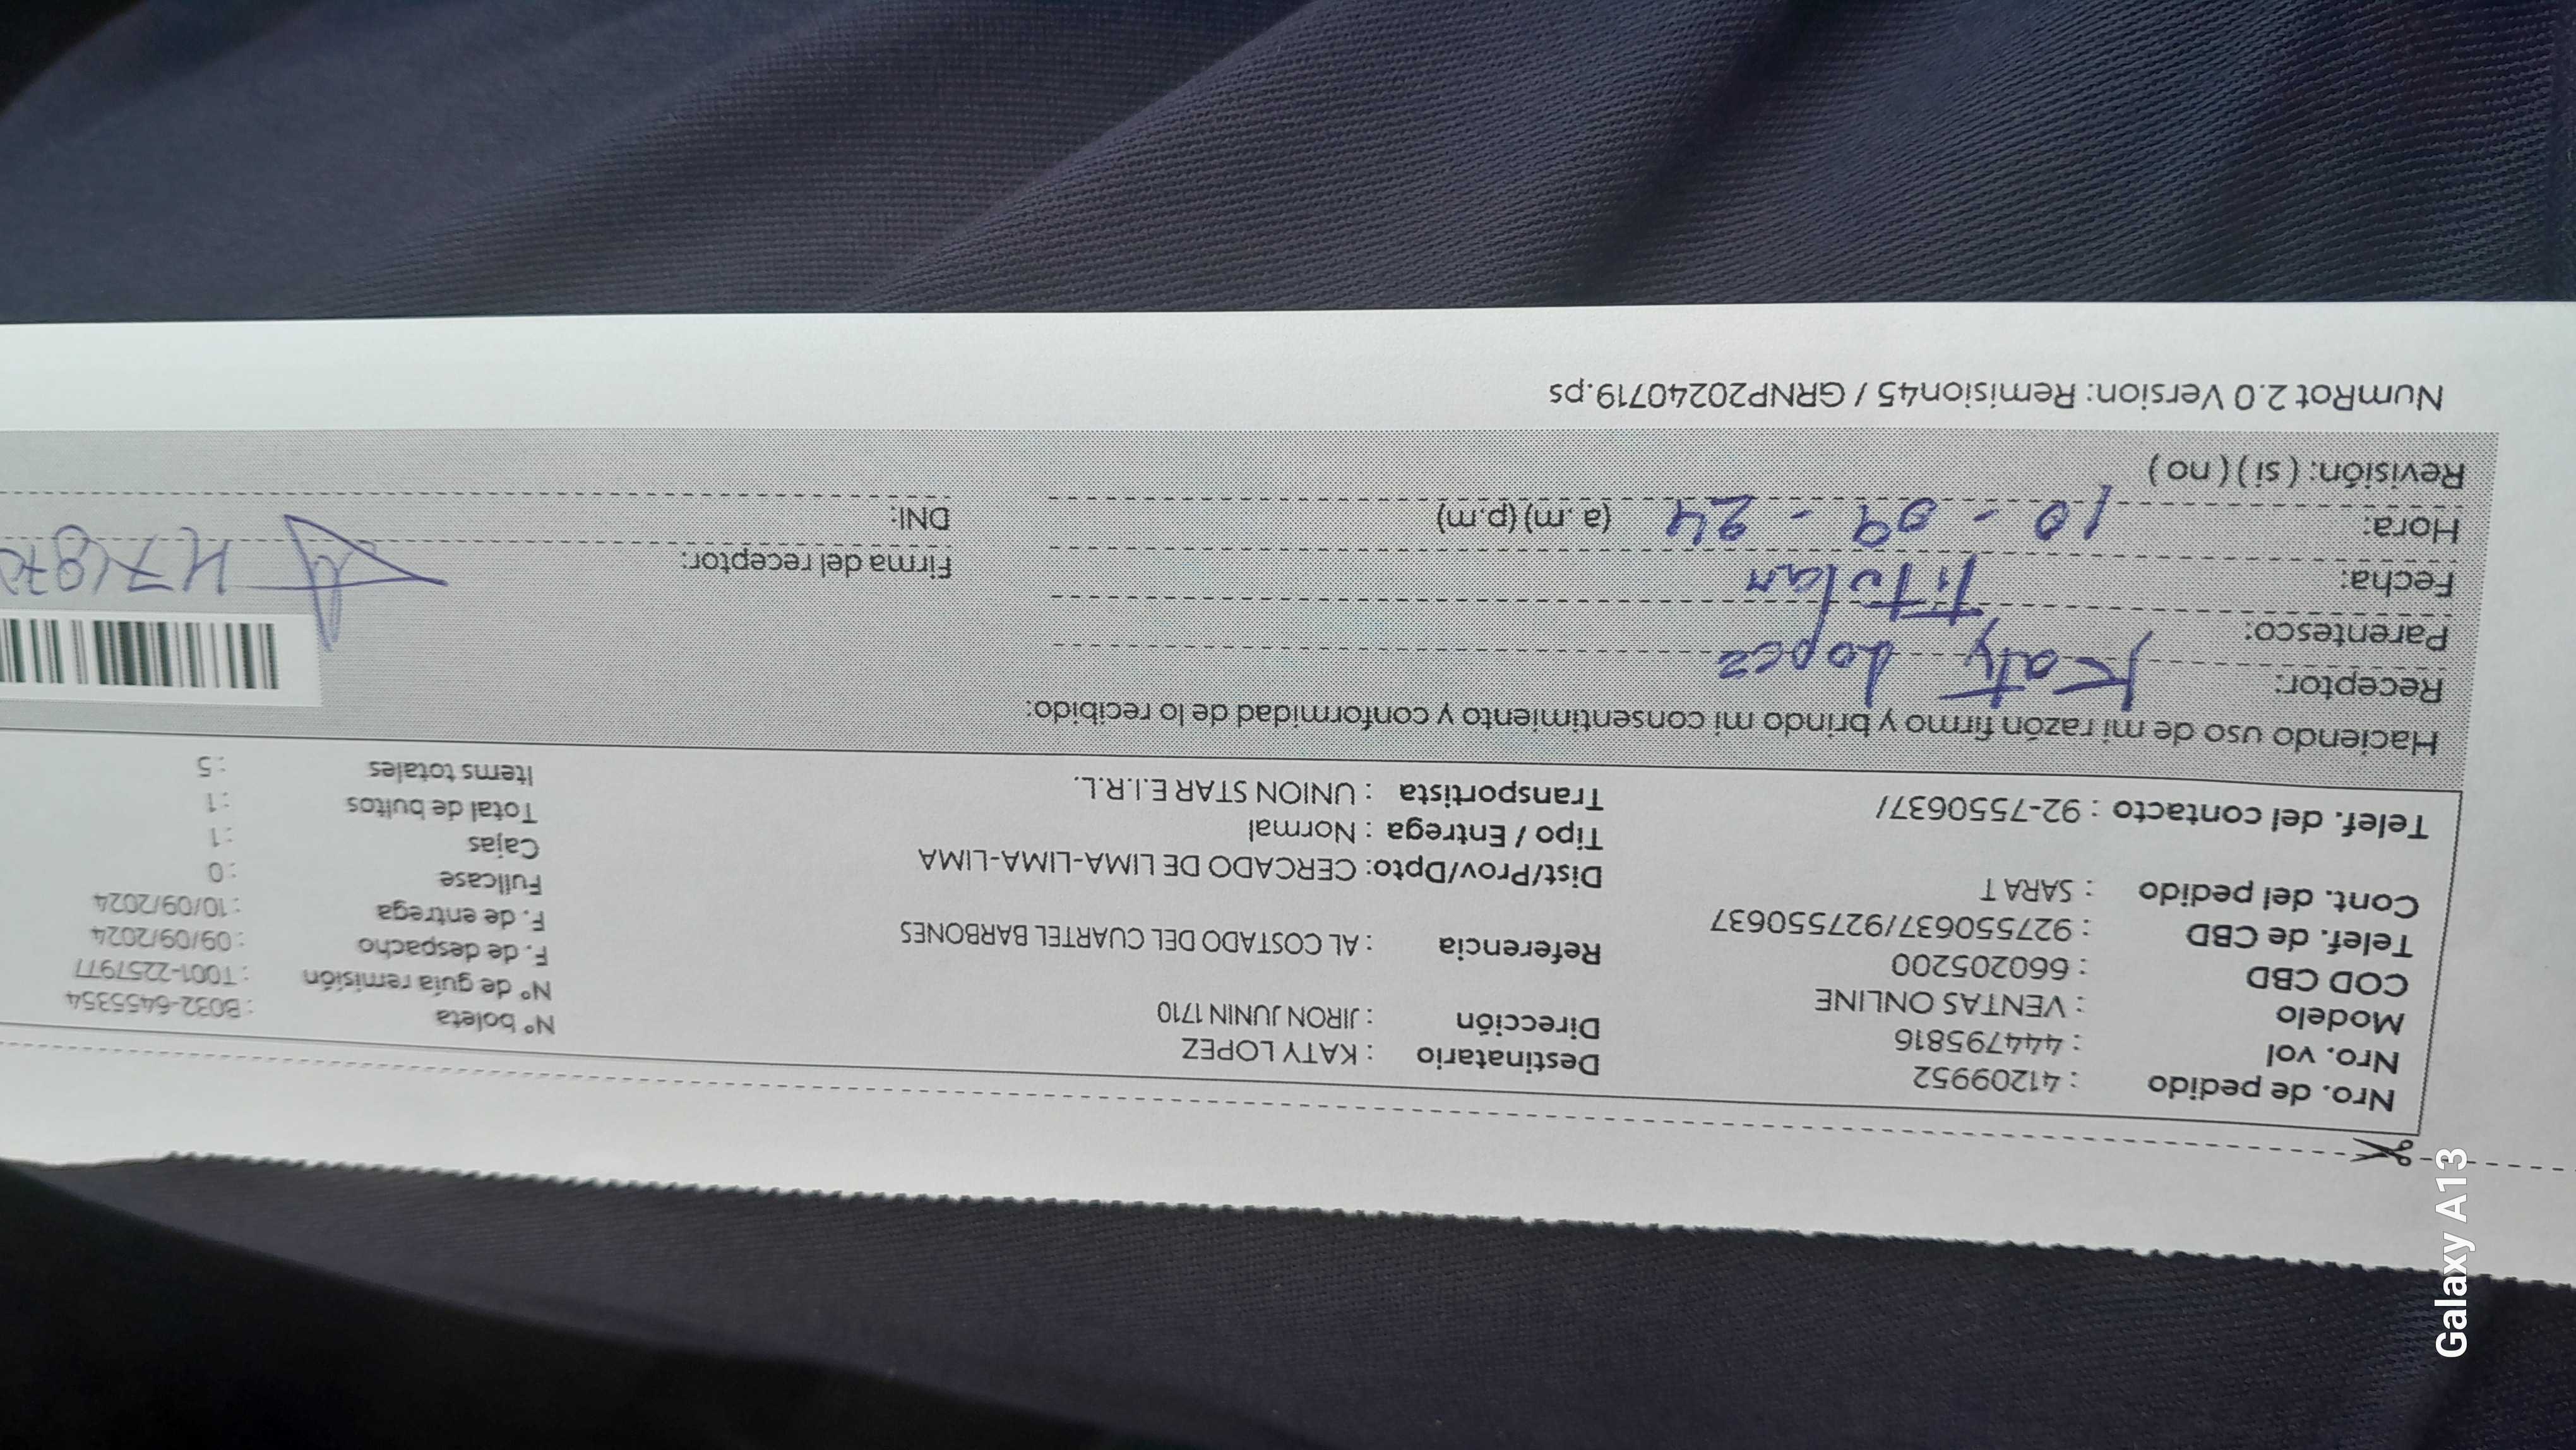 Nro. de pedido : 41209952 Destinatario : KATY LOPEZ N° boleta : B032-6455354
Nro. vol : 444795816 Dirección : JIRON JUNIN 1710 N° de guía remisión : T001-2257977
Modelo : VENTAS ONLINE F. de despacho : 09/09/2024
COD CBD : 660205200 Referencia : AL COSTADO DEL CUARTEL BARBONES F. de entrega : 10/09/2024
Telef. de CBD : 927550637/927550637 Fullcase : 0
Cont. del pedido : SARA T Dist/Prov/Dpto: CERCADO DE LIMA-LIMA-LIMA Cajas : 1
Tipo / Entrega : Normal Total de bultos : 1
Telef. del contacto : 92-7550637/ Transportista : UNION STAR E.I.R.L. Items totales : 5
Haciendo uso de mi razón firmo y brindo mi consentimiento y conformidad de lo recibido:
Receptor: Katy Lopez
Parentesco: Titular
Fecha: Firma del receptor:
Hora: 10 - 09 - 24 (a.m) (p.m) DNI:
Revisión: ( si ) ( no )
NumRot 2.0 Version: Remision45 / GRNP20240719.ps
Galaxy A13